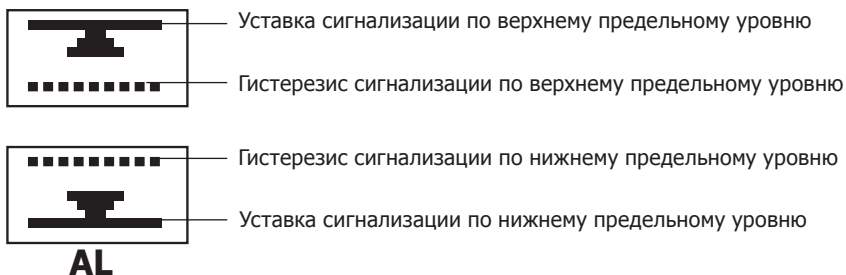 Уставка сигнализации по верхнему предельному уровню
Гистерезис сигнализации по верхнему предельному уровню
Гистерезис сигнализации по нижнему предельному уровню
Уставка сигнализации по нижнему предельному уровню
AL